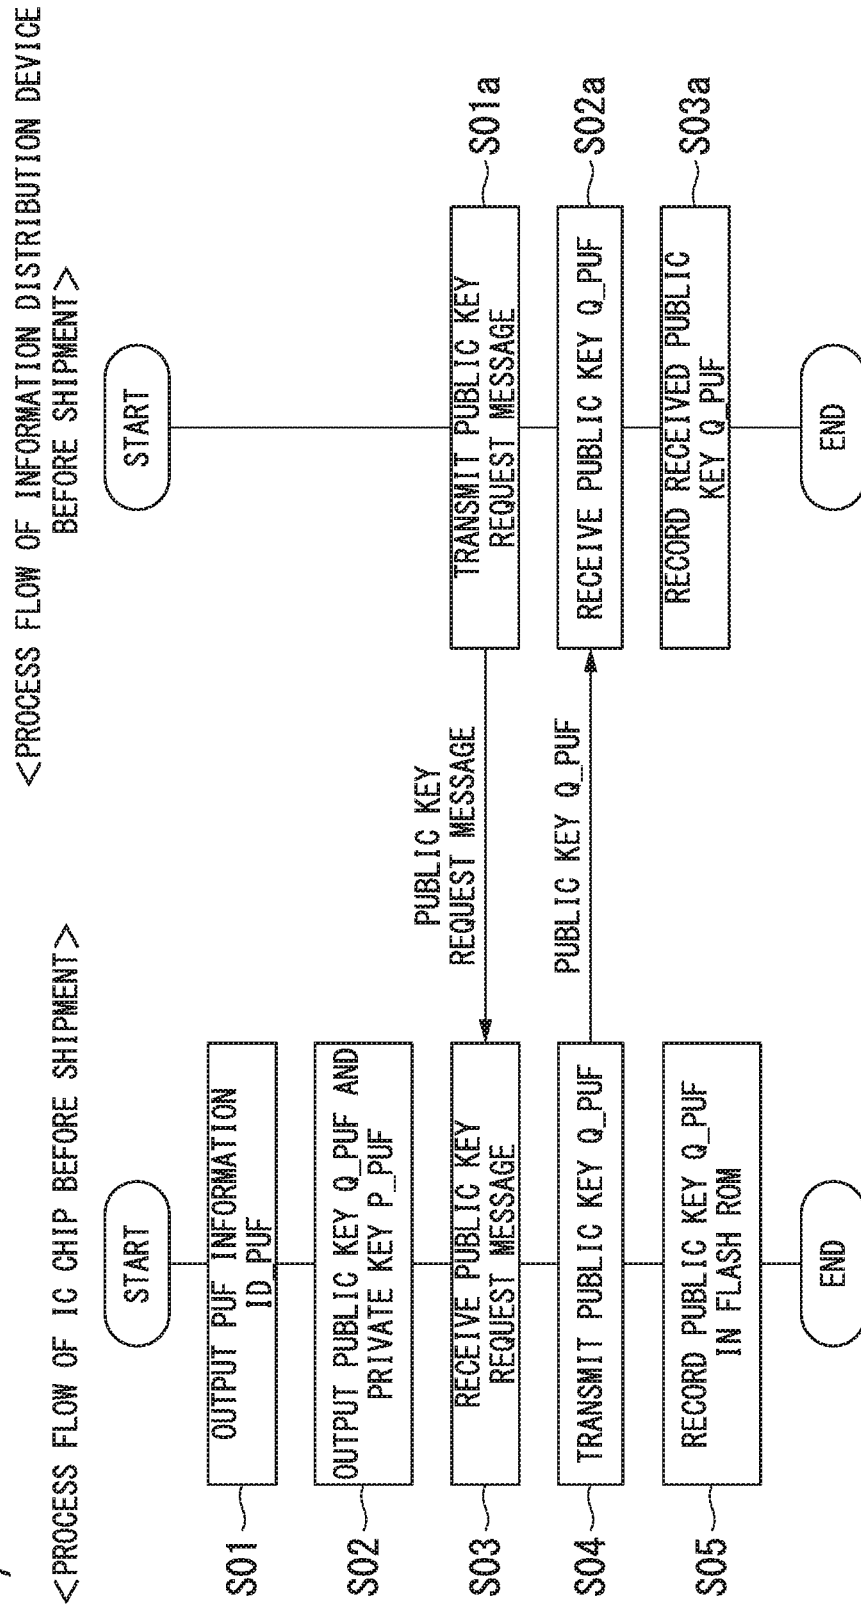 <PROCESS FLOW OF IC CHIP BEFORE SHIPMENT>
START
S01
OUTPUT PUF INFORMATION
ID_PUF
S02
OUTPUT PUBLIC KEY Q_PUF AND
PRIVATE KEY P_PUF
S03
RECEIVE PUBLIC KEY
REQUEST MESSAGE
S04
TRANSMIT PUBLIC KEY Q_PUF
S05
RECORD PUBLIC KEY Q_PUF
IN FLASH ROM
END
PUBLIC KEY
REQUEST MESSAGE
PUBLIC KEY Q_PUF
<PROCESS FLOW OF INFORMATION DISTRIBUTION DEVICE
BEFORE SHIPMENT>
START
TRANSMIT PUBLIC KEY
REQUEST MESSAGE
S01a
RECEIVE PUBLIC KEY Q_PUF
S02a
RECORD RECEIVED PUBLIC
KEY Q_PUF
S03a
END